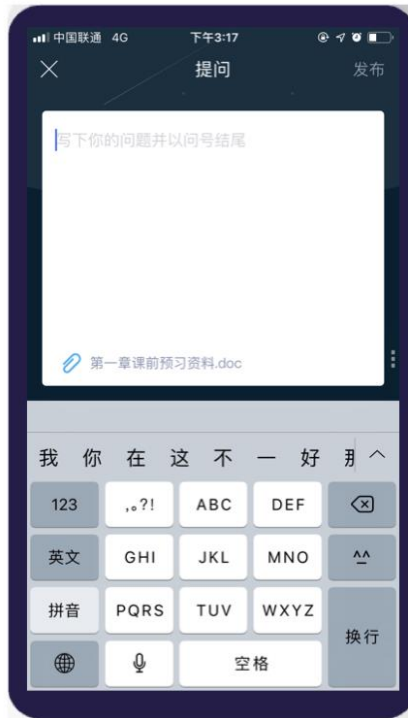 中国联通 4G 下午3:17
提问 发布
写下你的问题并以问号结尾
第一章课前预习资料.doc
我 你 在 这 不 一 好
123 ,。?! ABC DEF
英文 GHI JKL MNO ^^
拼音 PQRS TUV WXYZ
换行
空格